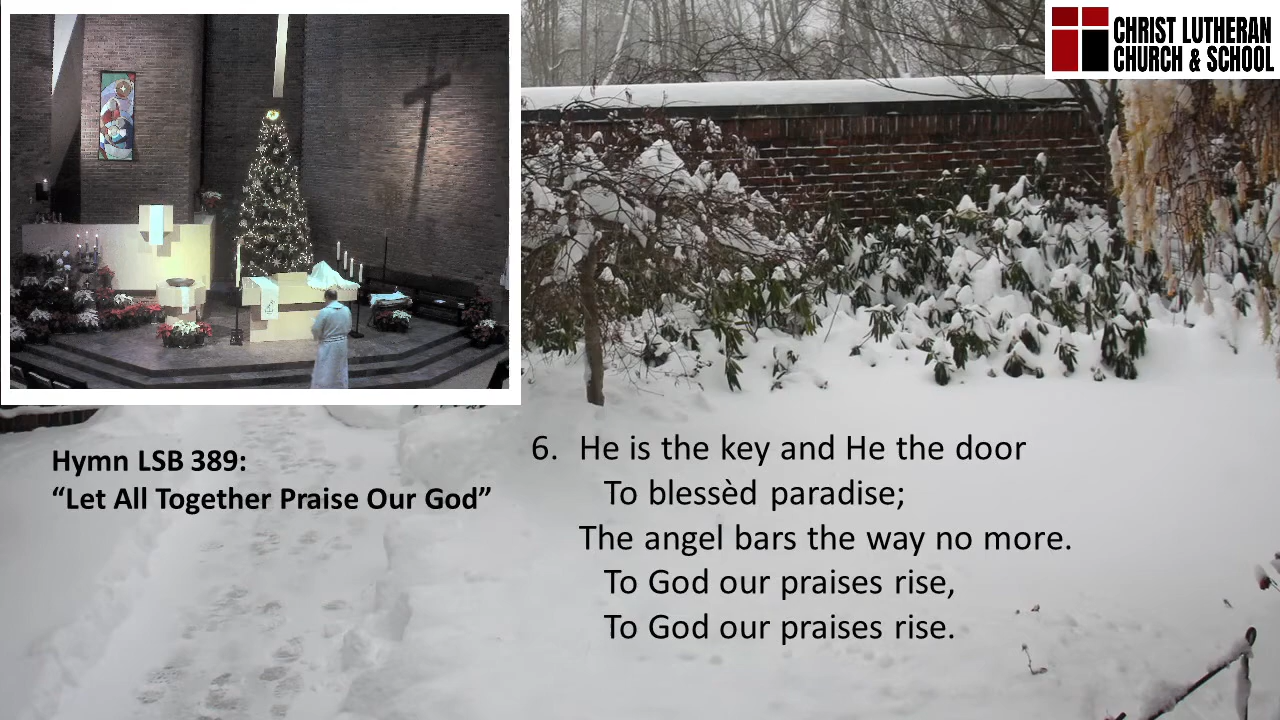 CHRIST LUTHERAN
CHURCH & SCHOOL
Hymn LSB 389:
“Let All Together Praise Our God”
6. He is the key and He the door
To blessèd paradise;
The angel bars the way no more.
To God our praises rise,
To God our praises rise.